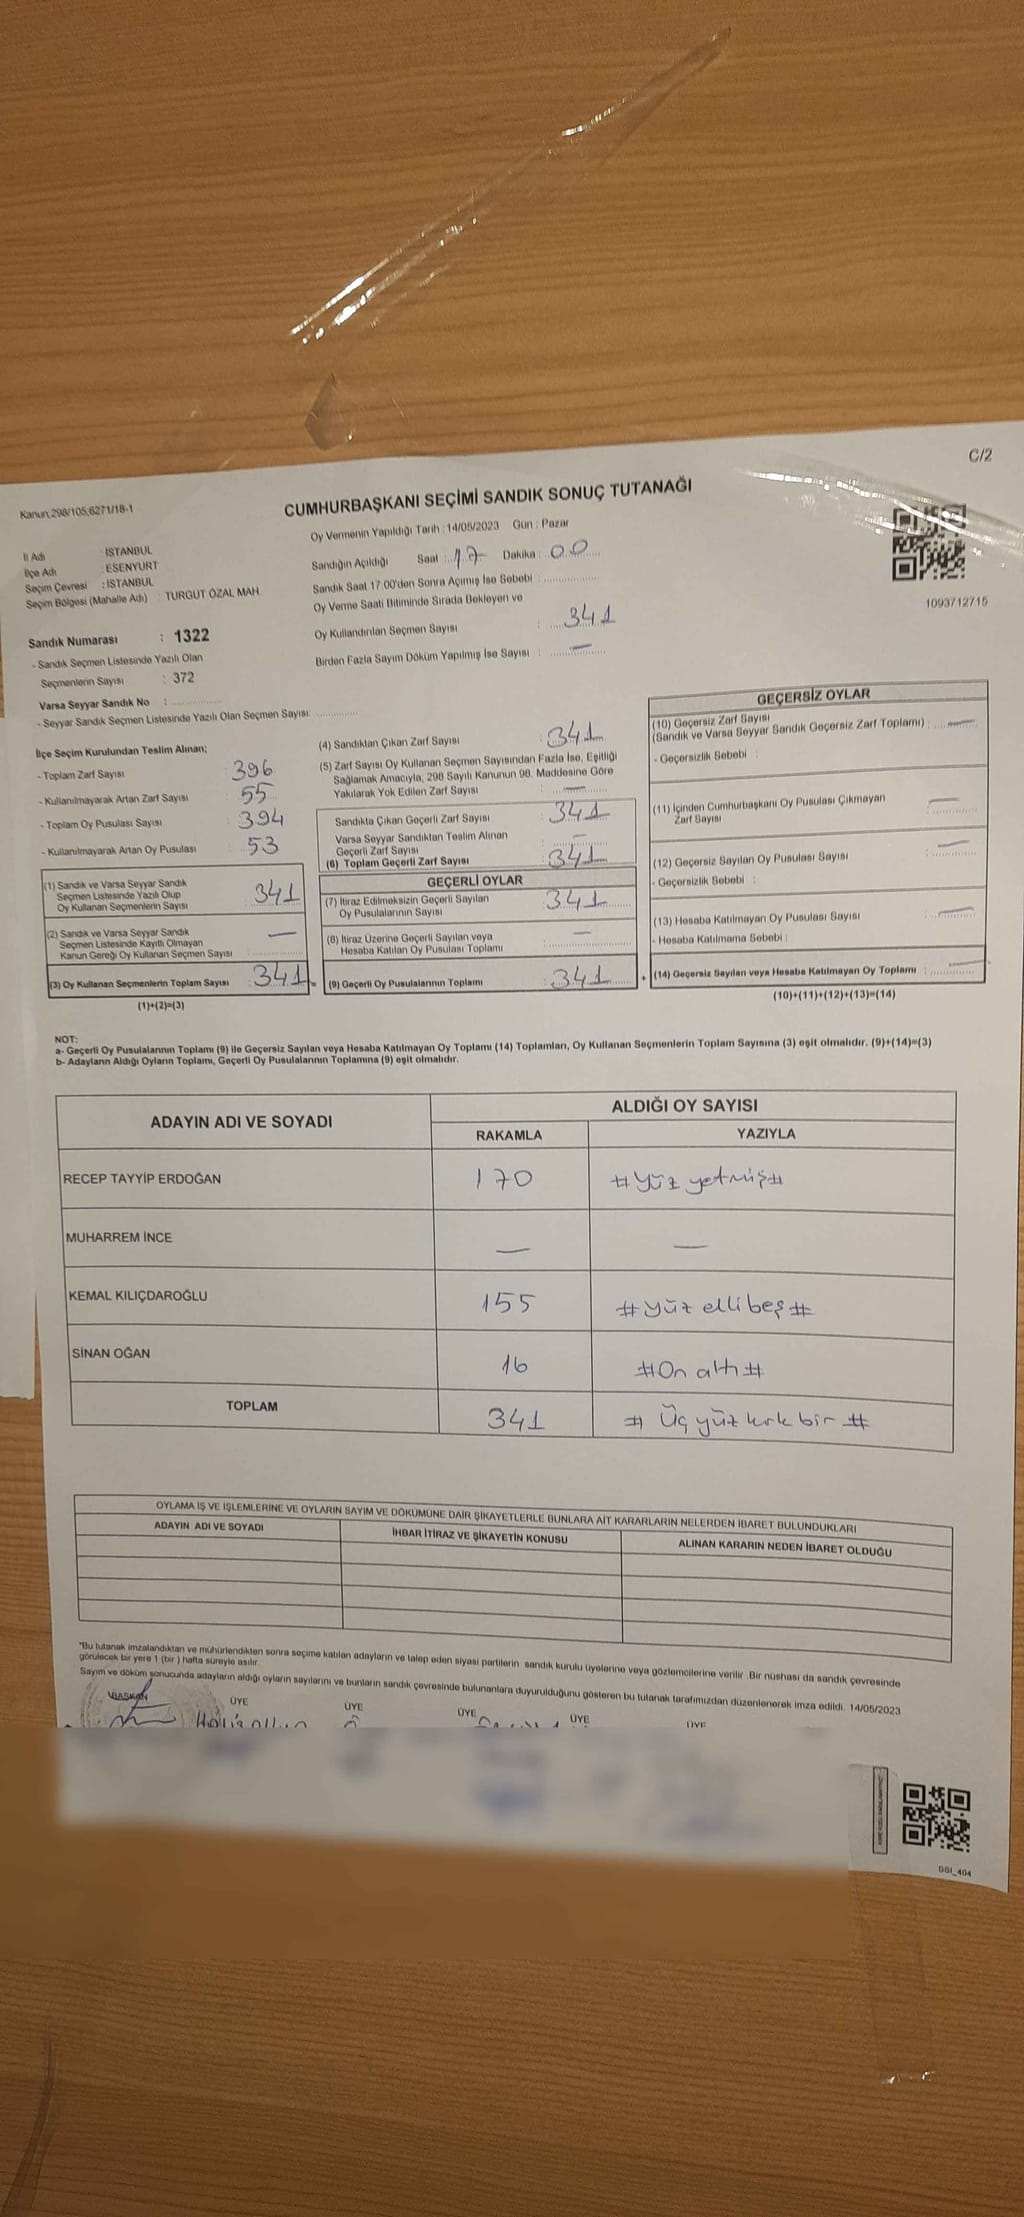 C/2
Kanun;298/105;6271/18-1
CUMHURBAŞKANI SEÇİMİ SANDIK SONUÇ TUTANAĞI
Oy Vermenin Yapıldığı Tarih : 14/05/2023 Gün : Pazar
İl Adı : İSTANBUL
İlçe Adı : ESENYURT
Seçim Çevresi : İSTANBUL
Seçim Bölgesi (Mahalle Adı) : TURGUT ÖZAL MAH.
Sandığın Açıldığı Saat : 17 Dakika : 00
Sandık Saat 17:00'den Sonra Açımış İse Sebebi :
Oy Verme Saati Bitiminde Sırada Bekleyen ve
Oy Kullandırılan Seçmen Sayısı : 341
Birden Fazla Sayım Döküm Yapılmış İse Sayısı : —
1093712715
Sandık Numarası : 1322
- Sandık Seçmen Listesinde Yazılı Olan
Seçmenlerin Sayısı : 372
Varsa Seyyar Sandık No :
- Seyyar Sandık Seçmen Listesinde Yazılı Olan Seçmen Sayısı:
İlçe Seçim Kurulundan Teslim Alınan;
- Toplam Zarf Sayısı : 396
- Kullanılmayarak Artan Zarf Sayısı : 55
- Toplam Oy Pusulası Sayısı : 394
- Kullanılmayarak Artan Oy Pusulası : 53
(1) Sandık ve Varsa Seyyar Sandık
Seçmen Listesinde Yazılı Olup
Oy Kullanan Seçmenlerin Sayısı 341
(2) Sandık ve Varsa Seyyar Sandık
Seçmen Listesinde Kayıtlı Olmayan
Kanun Gereği Oy Kullanan Seçmen Sayısı —
(3) Oy Kullanan Seçmenlerin Toplam Sayısı : 341
(1)+(2)=(3)
(4) Sandıktan Çıkan Zarf Sayısı : 341
(5) Zarf Sayısı Oy Kullanan Seçmen Sayısından Fazla İse, Eşitliği
Sağlamak Amacıyla, 298 Sayılı Kanunun 98. Maddesine Göre
Yakılarak Yok Edilen Zarf Sayısı : —
Sandıkta Çıkan Geçerli Zarf Sayısı : 341
Varsa Seyyar Sandıktan Teslim Alınan
Geçerli Zarf Sayısı : —
(6) Toplam Geçerli Zarf Sayısı : 341
GEÇERLİ OYLAR
(7) İtiraz Edilmeksizin Geçerli Sayılan
Oy Pusulalarının Sayısı : 341
(8) İtiraz Üzerine Geçerli Sayılan veya
Hesaba Katılan Oy Pusulası Toplamı : —
(9) Geçerli Oy Pusulalarının Toplamı : 341
GEÇERSİZ OYLAR
(10) Geçersiz Zarf Sayısı
(Sandık ve Varsa Seyyar Sandık Geçersiz Zarf Toplamı) : —
- Geçersizlik Sebebi :
(11) İçinden Cumhurbaşkanı Oy Pusulası Çıkmayan
Zarf Sayısı : —
(12) Geçersiz Sayılan Oy Pusulası Sayısı : —
- Geçersizlik Sebebi :
(13) Hesaba Katılmayan Oy Pusulası Sayısı : —
- Hesaba Katılmama Sebebi :
(14) Geçersiz Sayılan veya Hesaba Katılmayan Oy Toplamı : —
(10)+(11)+(12)+(13)=(14)
NOT:
a- Geçerli Oy Pusulalarının Toplamı (9) ile Geçersiz Sayılan veya Hesaba Katılmayan Oy Toplamı (14) Toplamları, Oy Kullanan Seçmenlerin Toplam Sayısına (3) eşit olmalıdır. (9)+(14)=(3)
b- Adayların Aldığı Oyların Toplamı, Geçerli Oy Pusulalarının Toplamına (9) eşit olmalıdır.
ADAYIN ADI VE SOYADI ALDIĞI OY SAYISI
RAKAMLA YAZIYLA
RECEP TAYYİP ERDOĞAN 170 #Yüz yetmiş#
MUHARREM İNCE — —
KEMAL KILIÇDAROĞLU 155 #Yüz elli beş#
SİNAN OĞAN 16 #On altı#
TOPLAM 341 # Üç yüz kırk bir #
OYLAMA İŞ VE İŞLEMLERİNE VE OYLARIN SAYIM VE DÖKÜMÜNE DAİR ŞİKAYETLERLE BUNLARA AİT KARARLARIN NELERDEN İBARET BULUNDUKLARI
ADAYIN ADI VE SOYADI İHBAR İTİRAZ VE ŞİKAYETİN KONUSU ALINAN KARARIN NEDEN İBARET OLDUĞU
*Bu tutanak imzalandıktan ve mühürlendikten sonra seçime katılan adayların ve talep eden siyasi partilerin sandık kurulu üyelerine veya gözlemcilerine verilir. Bir nüshası da sandık çevresinde
görülecek bir yere 1 (bir ) hafta süreyle asılır.
Sayım ve döküm sonucunda adayların aldığı oyların sayılarını ve bunların sandık çevresinde bulunanlara duyurulduğunu gösteren bu tutanak tarafımızdan düzenlenerek imza edildi. 14/05/2023
BAŞKAN ÜYE ÜYE ÜYE ÜYE ÜYE